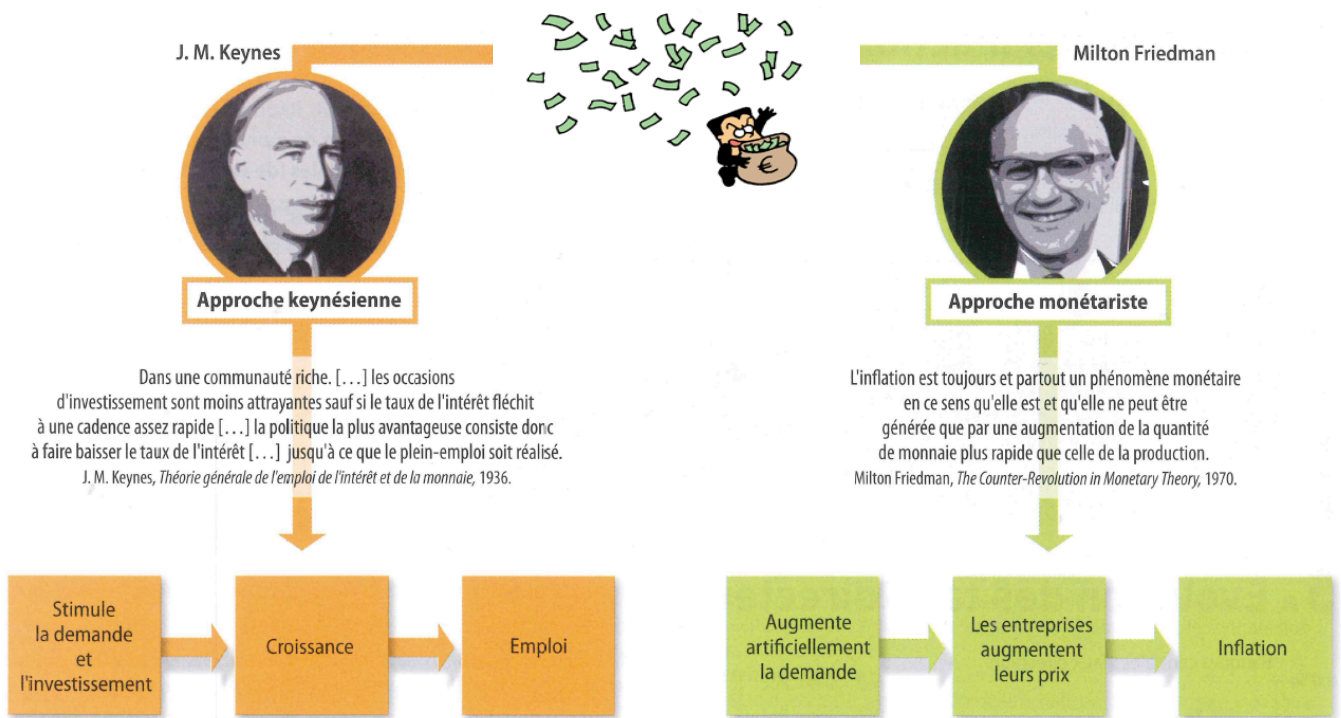 J. M. Keynes
Approche keynésienne
Dans une communauté riche. [...] les occasions
d'investissement sont moins attrayantes sauf si le taux de l'intérêt fléchit
à une cadence assez rapide [...] la politique la plus avantageuse consiste donc
à faire baisser le taux de l'intérêt [...] jusqu'à ce que le plein-emploi soit réalisé.
J. M. Keynes, Théorie générale de l'emploi de l'intérêt et de la monnaie, 1936.
Stimule
la demande
et
l'investissement
Croissance
Emploi
€
Milton Friedman
Approche monétariste
L'inflation est toujours et partout un phénomène monétaire
en ce sens qu'elle est et qu'elle ne peut être
générée que par une augmentation de la quantité
de monnaie plus rapide que celle de la production.
Milton Friedman, The Counter-Revolution in Monetary Theory, 1970.
Augmente
artificiellement
la demande
Les entreprises
augmentent
leurs prix
Inflation